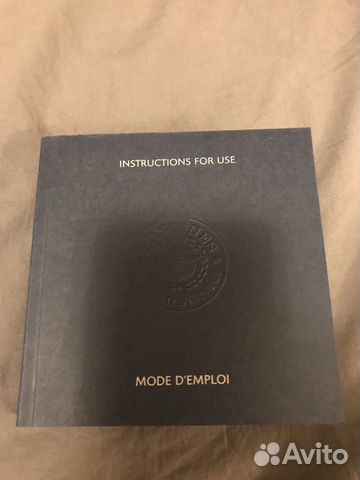 INSTRUCTIONS FOR USE
MODE D'EMPLOI
Avito